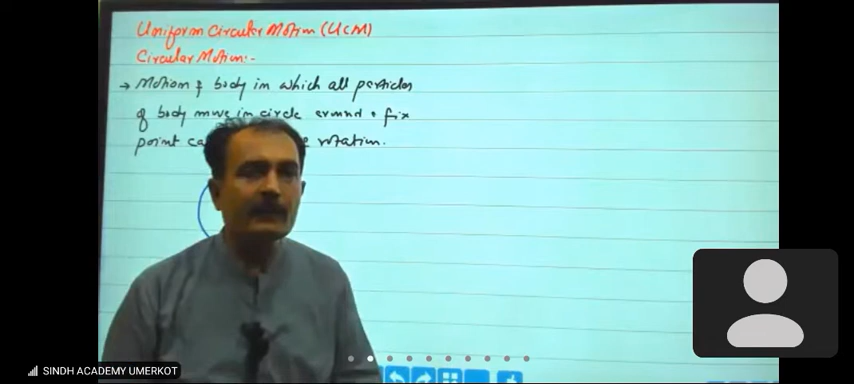 Uniform Circular Motion (UCM)
Circular Motion:-
→ Motion of body in which all particles
of body move in circle around a fix
point rotation.
SINDH ACADEMY UMERKOT